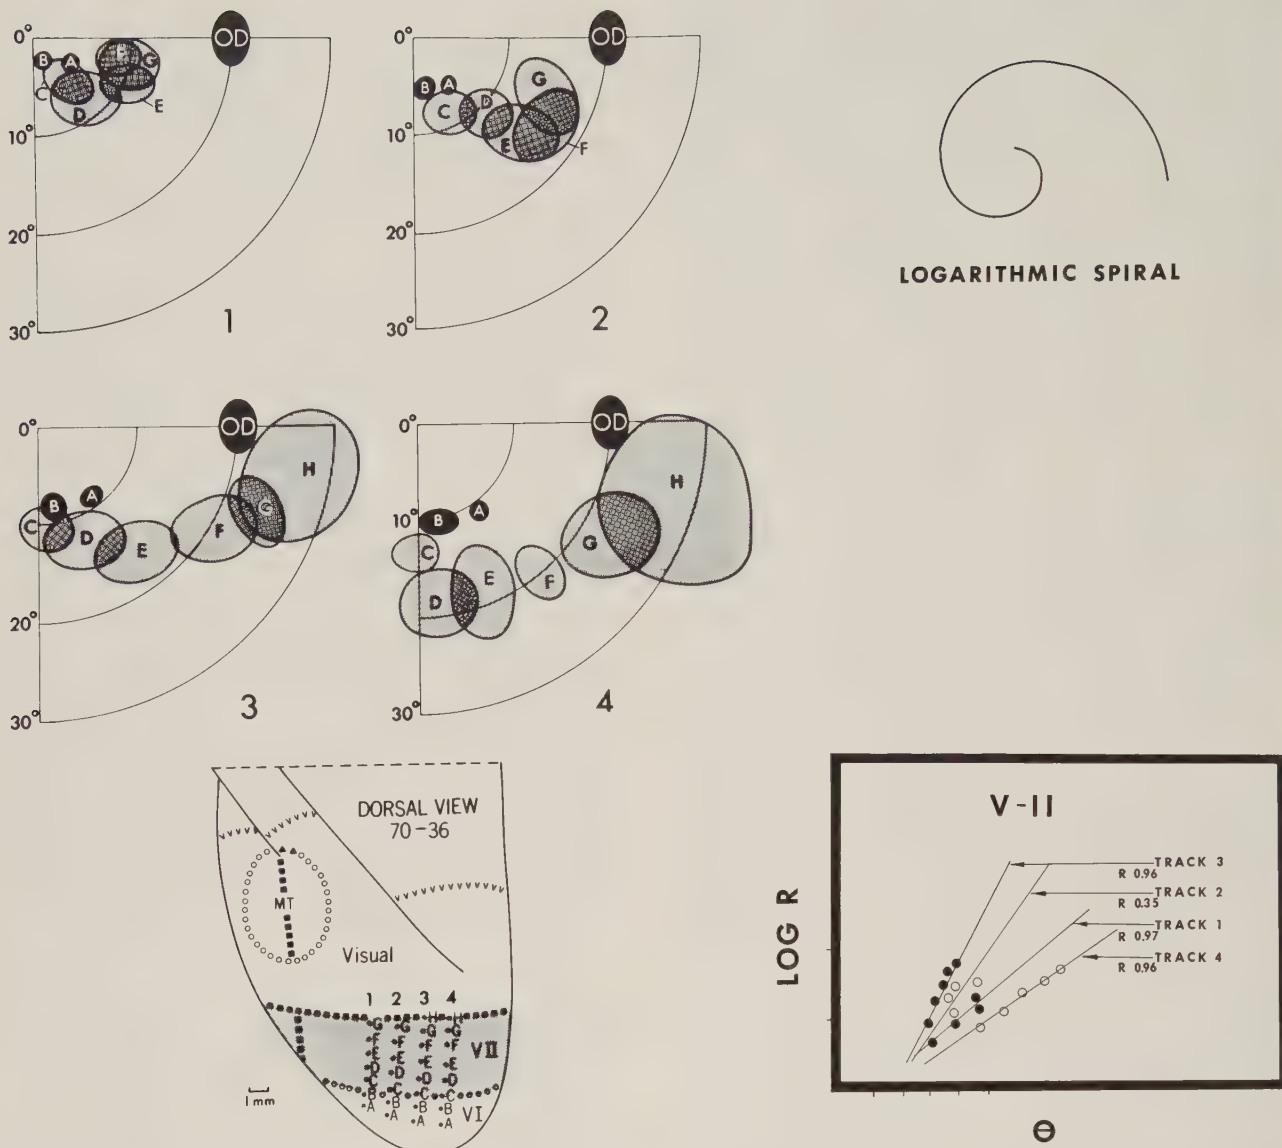 0°
OD
B
A
F
G
C
D
E
10°
20°
30°
1
0°
OD
B
A
G
C
D
E
F
10°
20°
30°
2
LOGARITHMIC SPIRAL
0°
OD
H
B
A
C
D
E
F
G
10°
20°
30°
3
0°
OD
H
B
A
10°
C
G
E
F
D
20°
30°
4
DORSAL VIEW
70-36
MT
Visual
1 2 3 4
H H
G G G G
F F F F
E E E E
D D D D
C C C C
B B B B
A A A A
VII
VI
1mm
V-II
TRACK 3
R 0.96
TRACK 2
R 0.35
TRACK 1
R 0.97
TRACK 4
R 0.96
LOG R
Θ